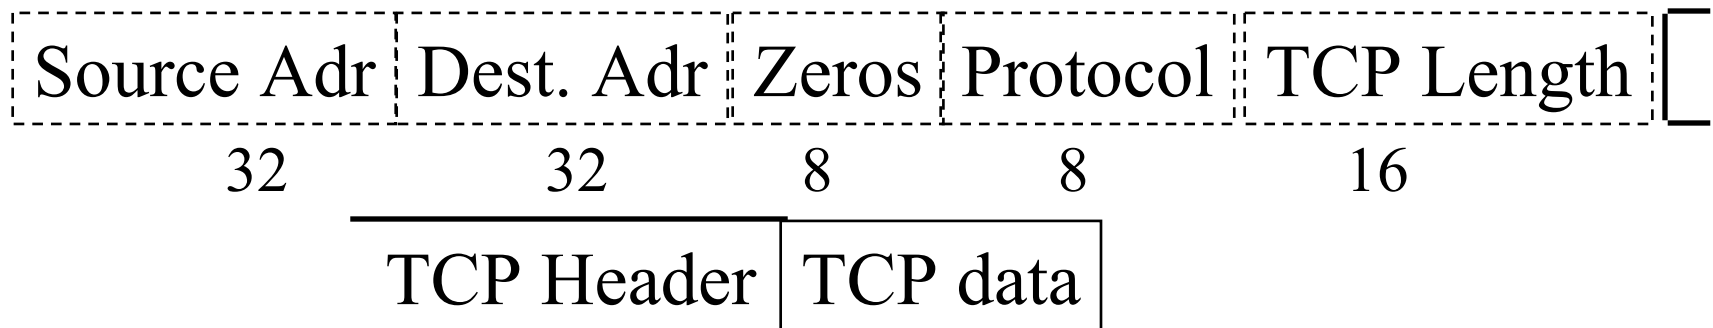 Source Adr Dest. Adr Zeros Protocol TCP Length
32 32 8 8 16
TCP Header TCP data